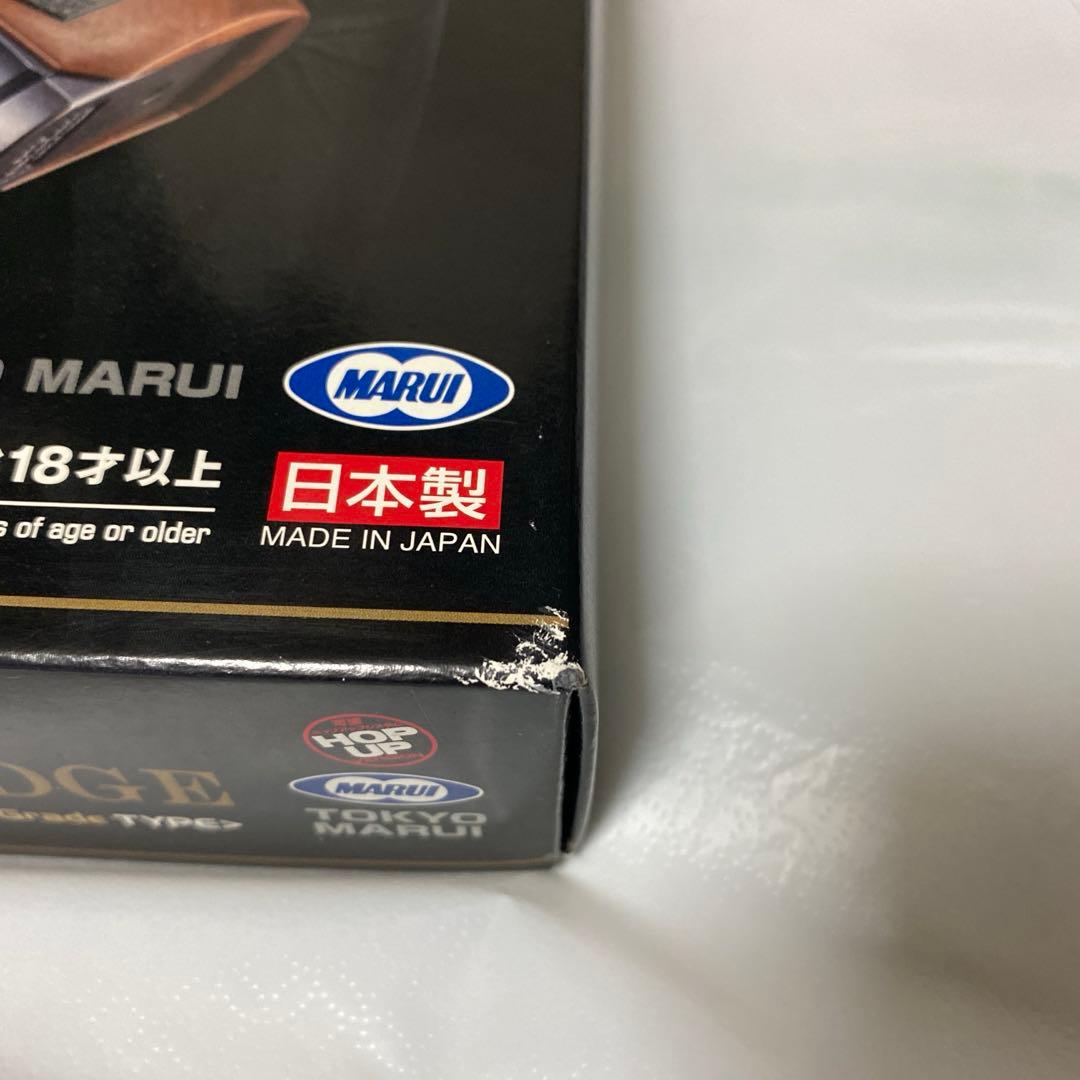 MARUI
MARUI
18才以上
of age or older
日本製
MADE IN JAPAN
HOP
UP
DGE
Grade TYPE>
MARUI
TOKYO
MARUI